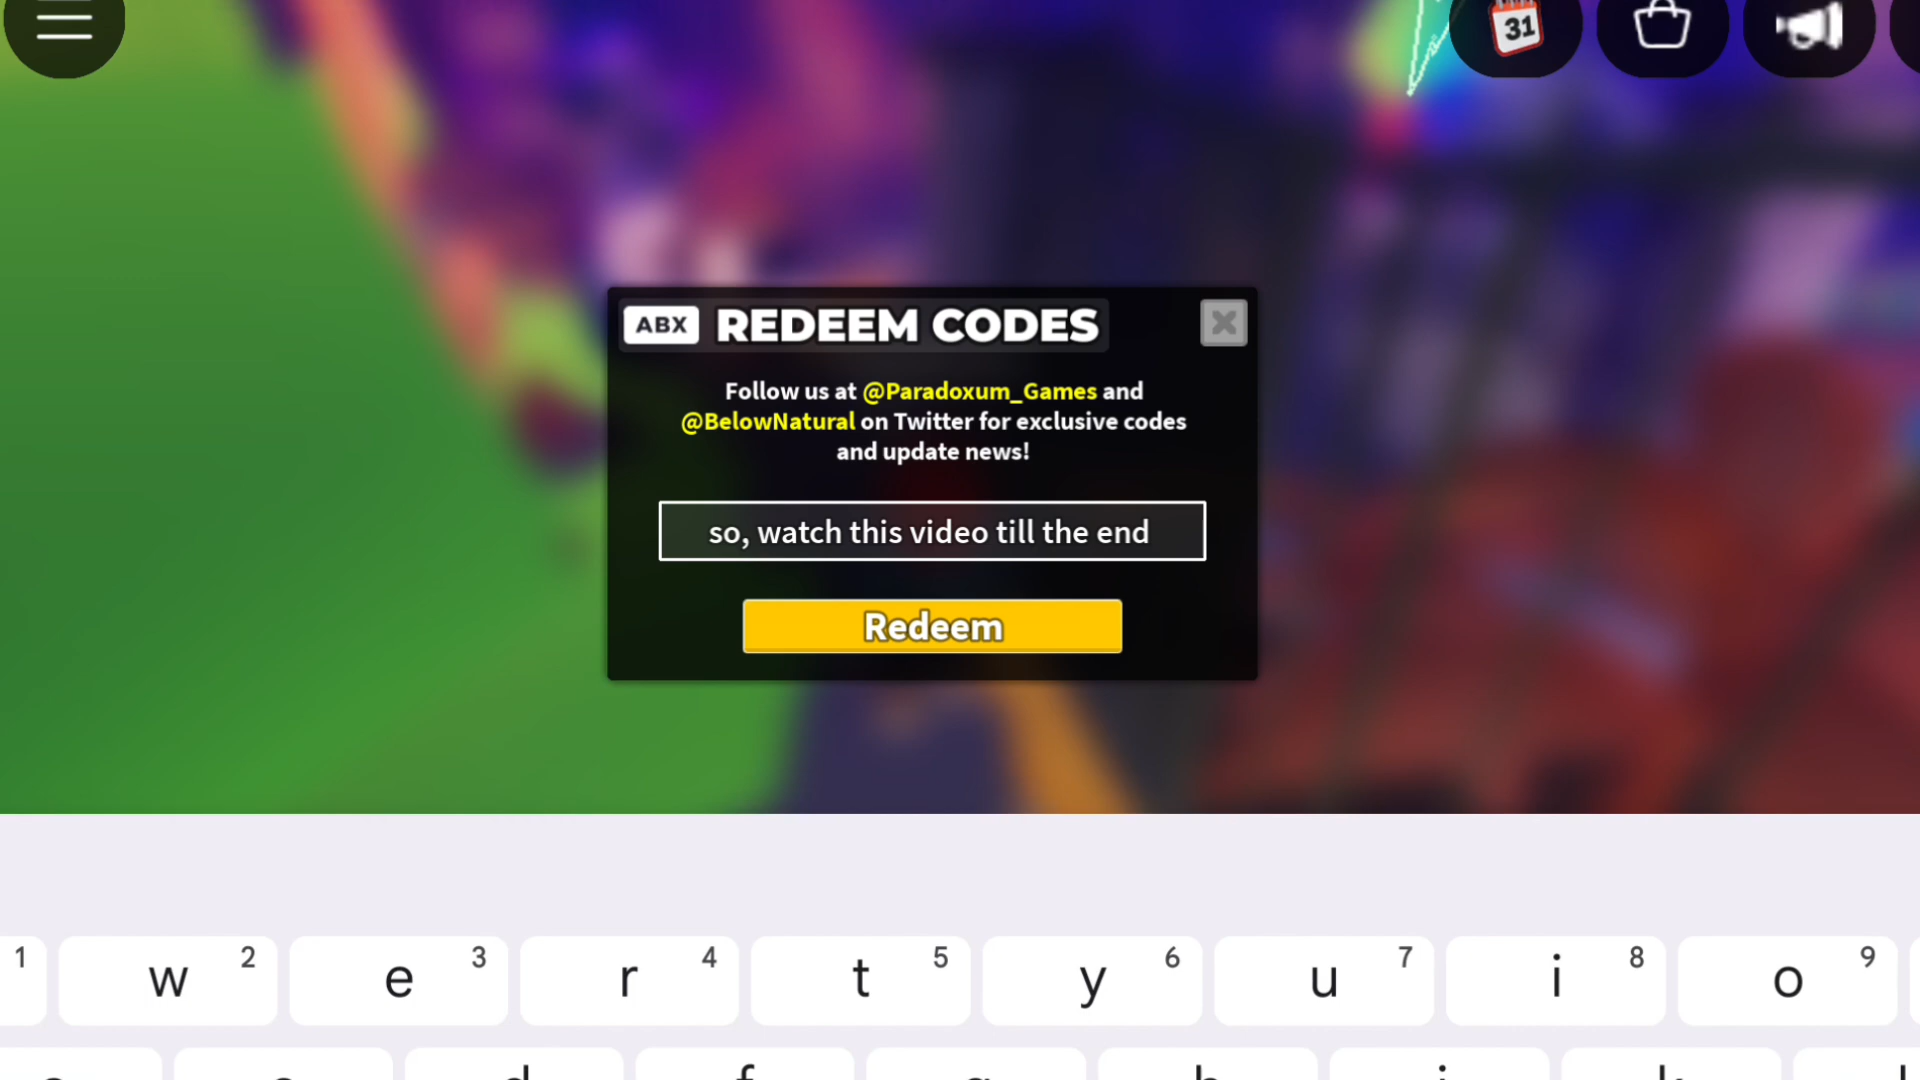 31
ABX REDEEM CODES
Follow us at @Paradoxum_Games and
@BelowNatural on Twitter for exclusive codes
and update news!
so, watch this video till the end
Redeem
1 2 3 4 5 6 7 8 9
w e r t y u i o